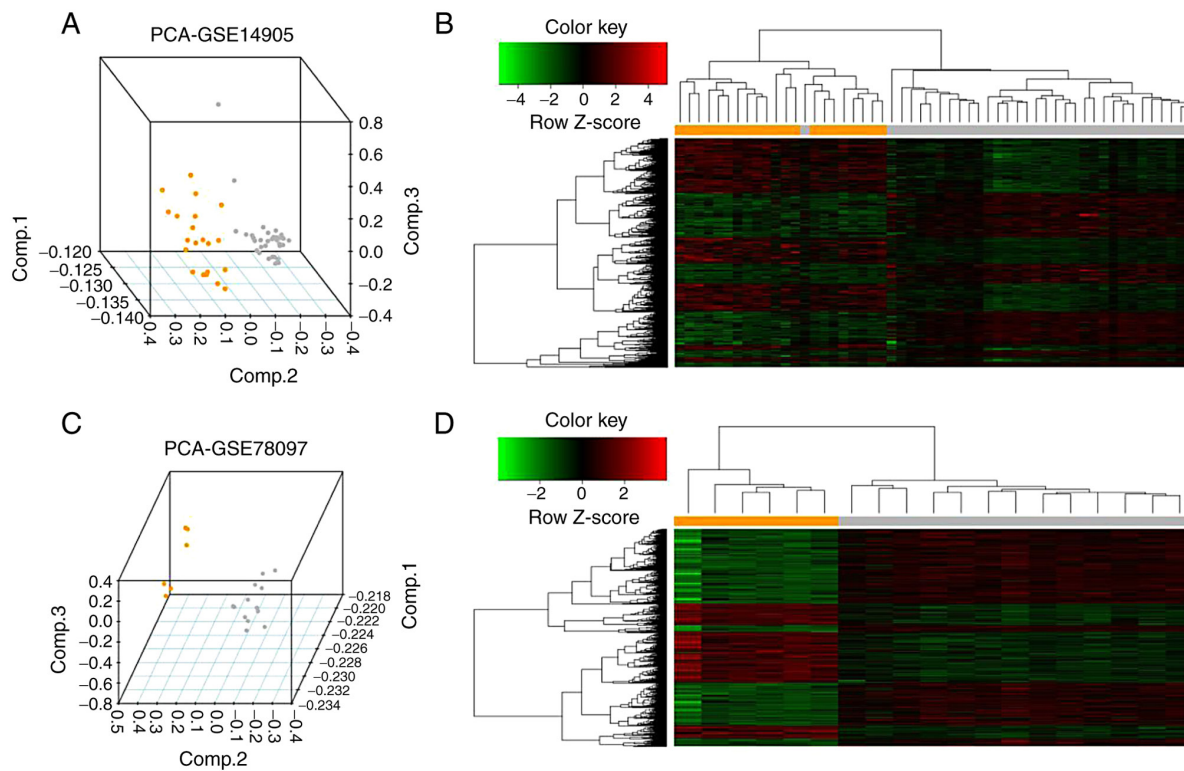 A
PCA-GSE14905
Comp.1
−0.120
−0.125
−0.130
−0.135
−0.140
0.4
0.3
0.2
0.1
0.0
0.1
0.2
0.3
0.4
Comp.2
0.8
0.6
0.4
0.2
0.0
−0.2
−0.4
Comp.3
B
Color key
−4 −2 0 2 4
Row Z-score
C
PCA-GSE78097
Comp.3
0.4
0.2
0.0
−0.2
−0.4
−0.6
−0.8
0.5
0.4
0.3
0.2
0.1
0.0
−0.1
−0.2
−0.3
−0.4
Comp.2
−0.218
−0.220
−0.222
−0.224
−0.226
−0.228
−0.230
−0.232
−0.234
Comp.1
D
Color key
−2 0 2
Row Z-score